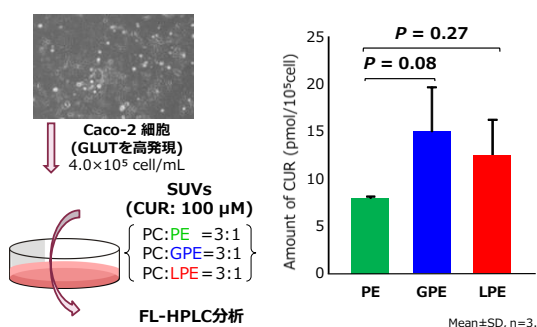 Caco-2 細胞
(GLUTを高発現)
4.0×10⁵ cell/mL
SUVs
(CUR: 100 μM)
PC:PE =3:1
PC:GPE=3:1
PC:LPE=3:1
FL-HPLC分析
P = 0.27
P = 0.08
Amount of CUR (pmol/10⁵cell)
25
20
15
10
5
0
PE GPE LPE
Mean±SD, n=3.